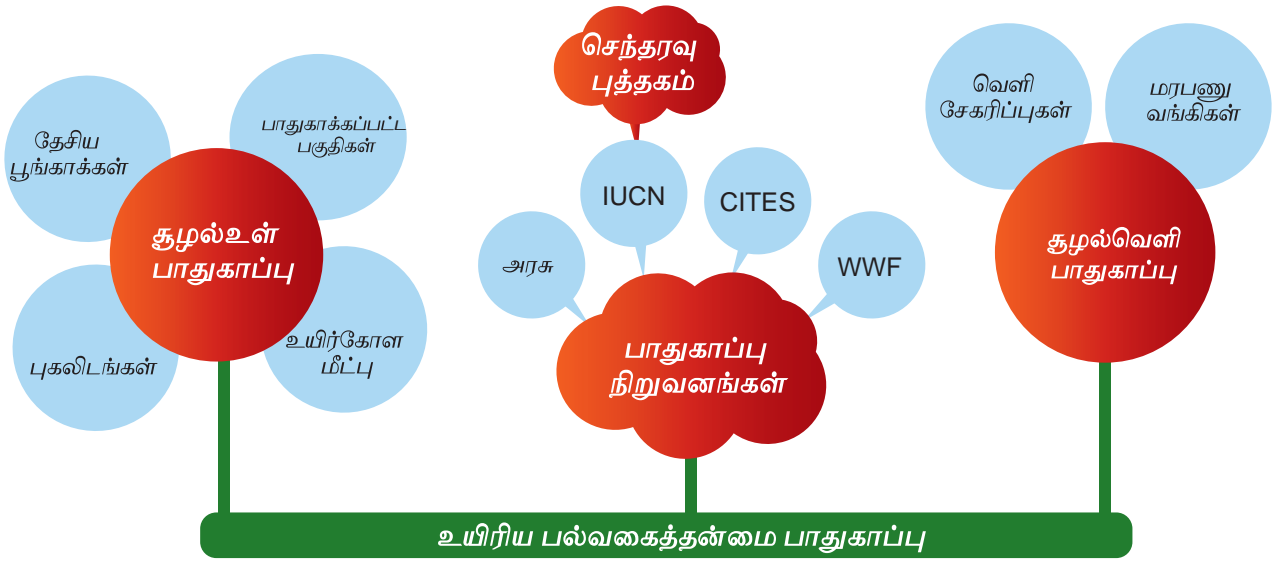 செந்தரவு
புத்தகம்
தேசிய
பூங்காக்கள்
பாதுகாக்கப்பட்ட
பகுதிகள்
சூழல்உள்
பாதுகாப்பு
புகலிடங்கள்
உயிர்கோள
மீட்பு
அரசு
IUCN
CITES
WWF
பாதுகாப்பு
நிறுவனங்கள்
வெளி
சேகரிப்புகள்
மரபணு
வங்கிகள்
சூழல்வெளி
பாதுகாப்பு
உயிரிய பல்வகைத்தன்மை பாதுகாப்பு